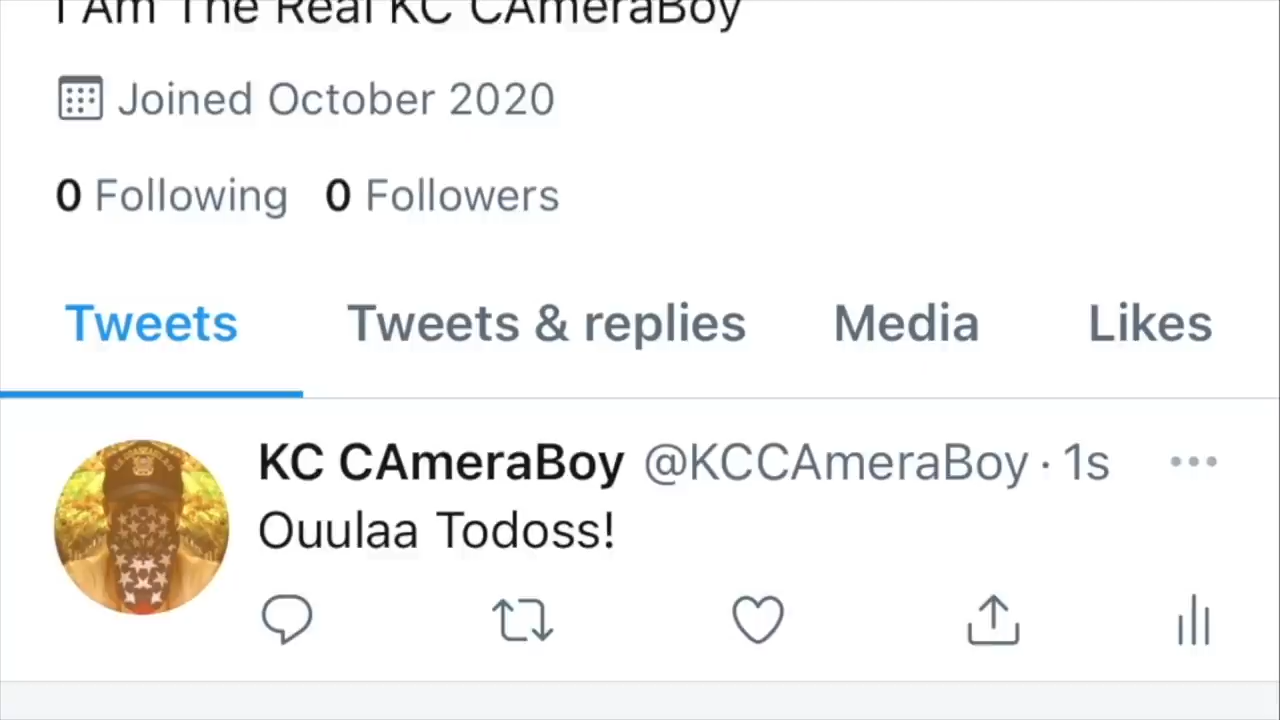 I Am The Real KC CAmeraBoy
Joined October 2020
0 Following 0 Followers
Tweets Tweets & replies Media Likes
KC CAmeraBoy @KCCAmeraBoy · 1s
Ouulaa Todoss!